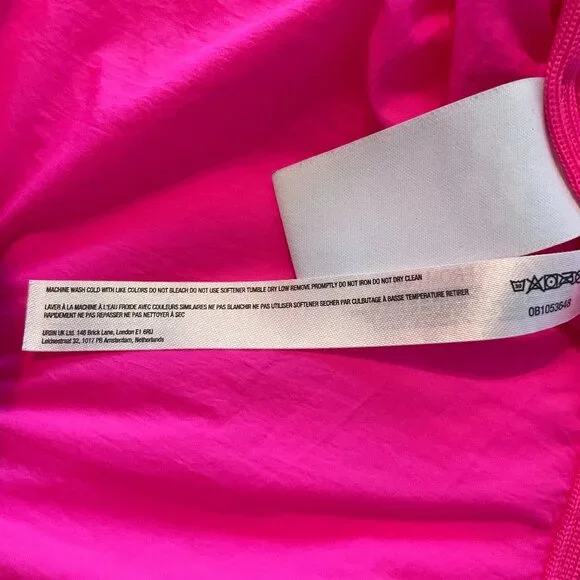 MACHINE WASH COLD WITH LIKE COLORS DO NOT BLEACH DO NOT USE SOFTENER TUMBLE DRY LOW REMOVE PROMPTLY DO NOT IRON DO NOT DRY CLEAN
LAVER À LA MACHINE À L'EAU FROIDE AVEC COULEURS SIMILAIRES NE PAS BLANCHIR NE PAS UTILISER SOFTENER SECHER PAR CULBUTAGE À BASSE TEMPERATURE RETIRER
RAPIDEMENT NE PAS REPASSER NE PAS NETTOYER À SEC
URBN UK Ltd. 146 Brick Lane, London E1 6RU
Leidsestraat 32, 1017 PB Amsterdam, Netherlands
OB1053648